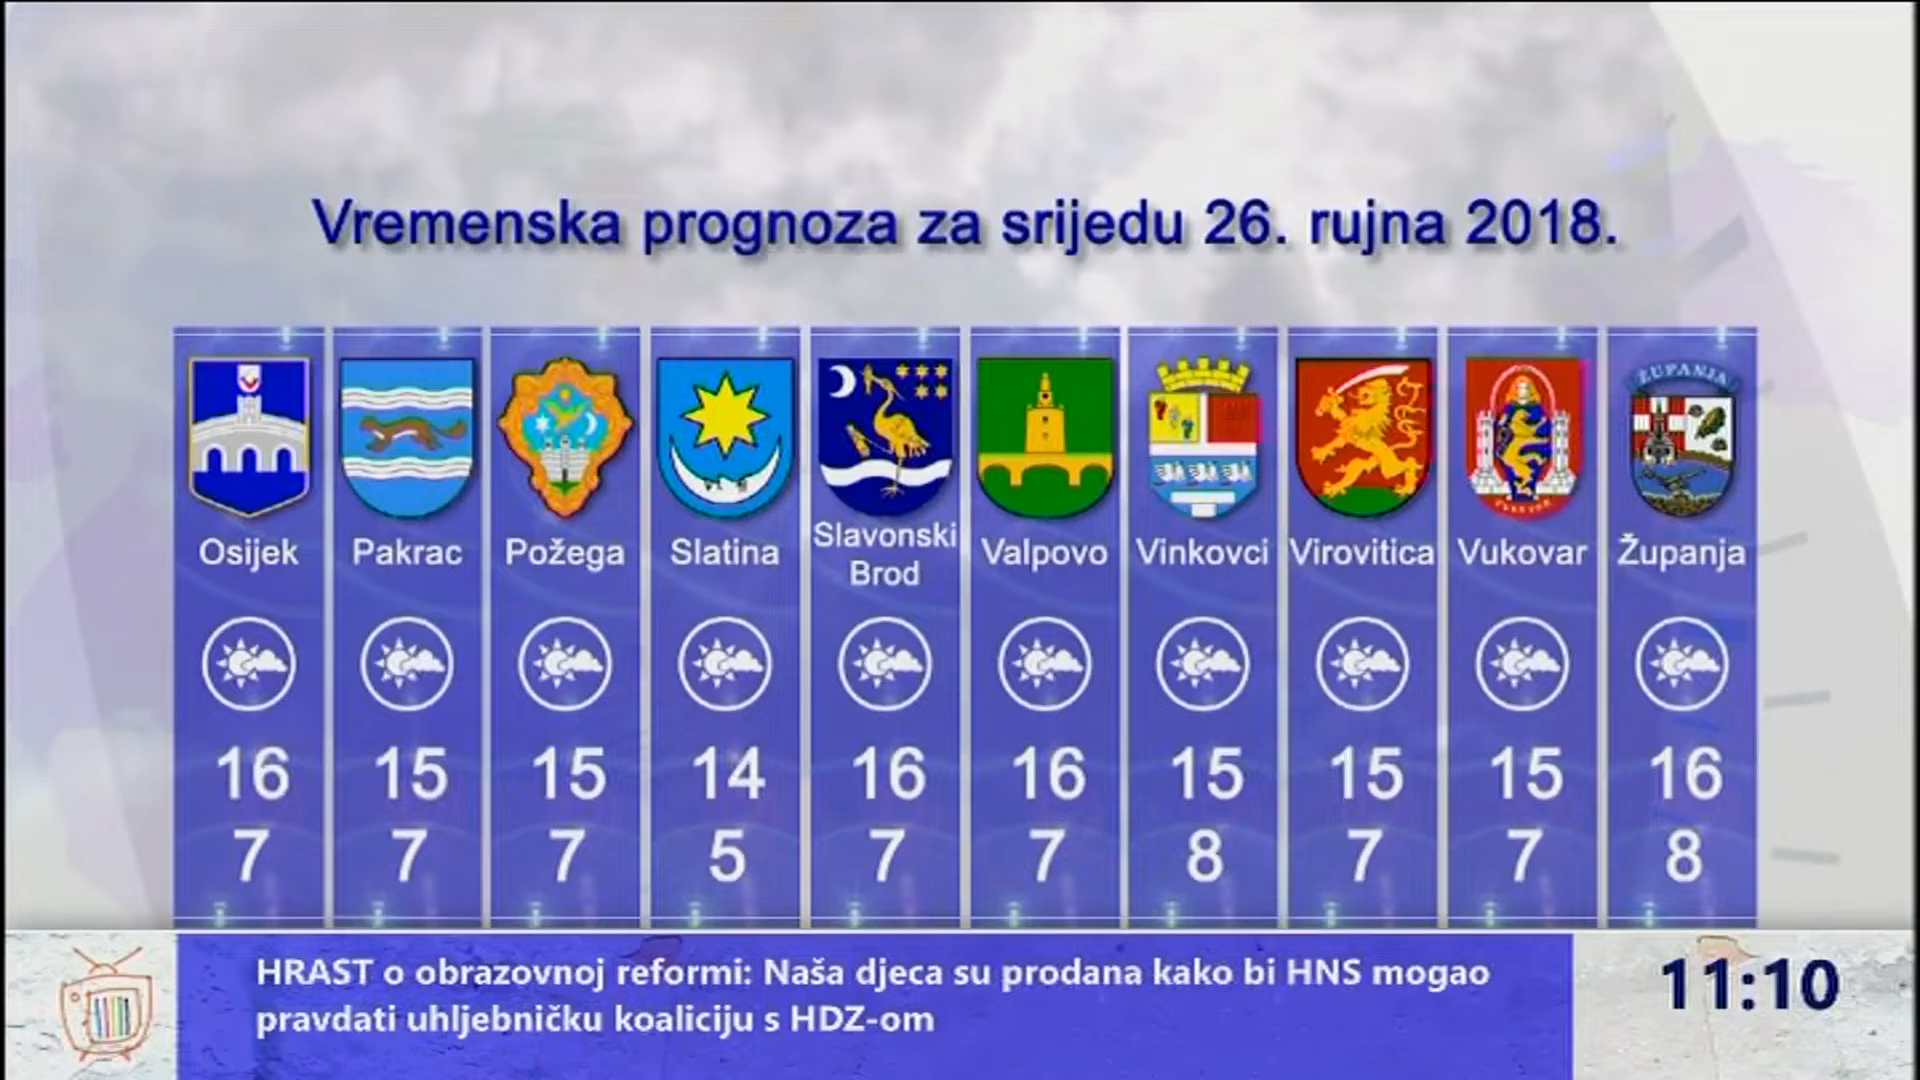 Vremenska prognoza za srijedu 26. rujna 2018.
ŽUPANJA
Osijek
Pakrac
Požega
Slatina
Slavonski
Brod
Valpovo
Vinkovci
Virovitica
Vukovar
Županja
16 15 15 14 16 16 15 15 15 16
7 7 7 5 7 7 8 7 7 8
HRAST o obrazovnoj reformi: Naša djeca su prodana kako bi HNS mogao
pravdati uhljebničku koaliciju s HDZ-om
11:10